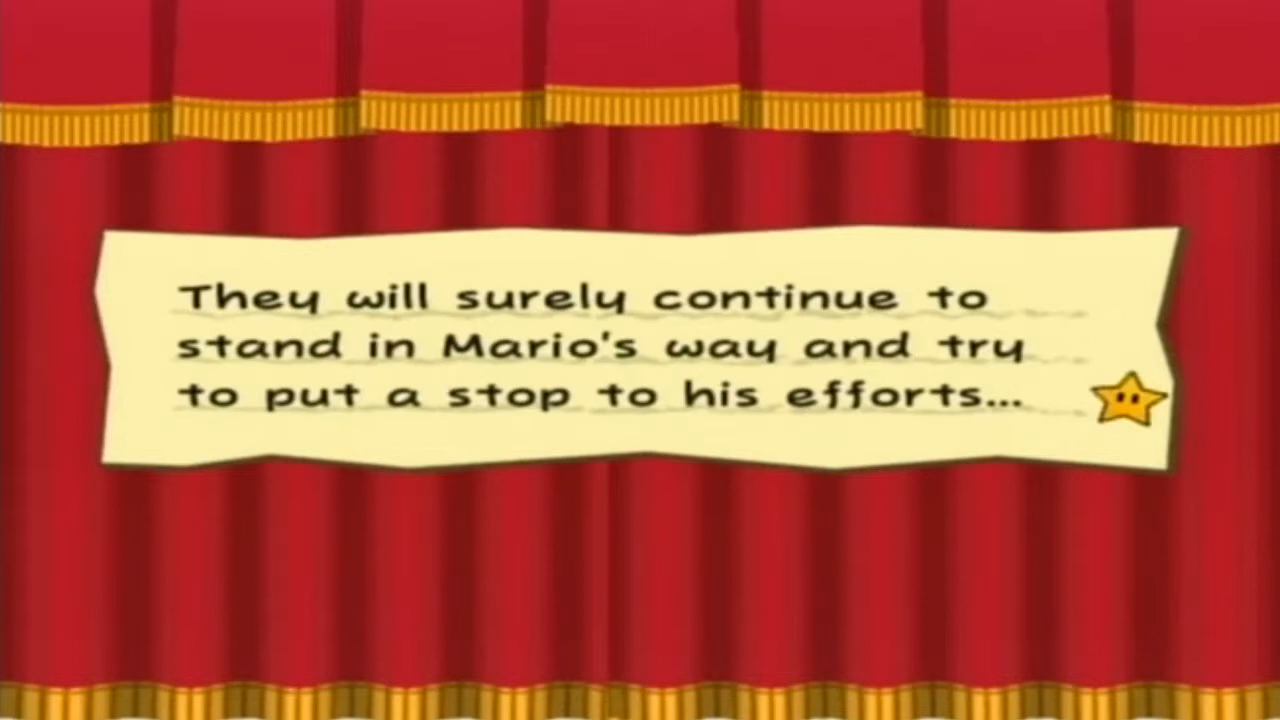 They will surely continue to
stand in Mario's way and try
to put a stop to his efforts...